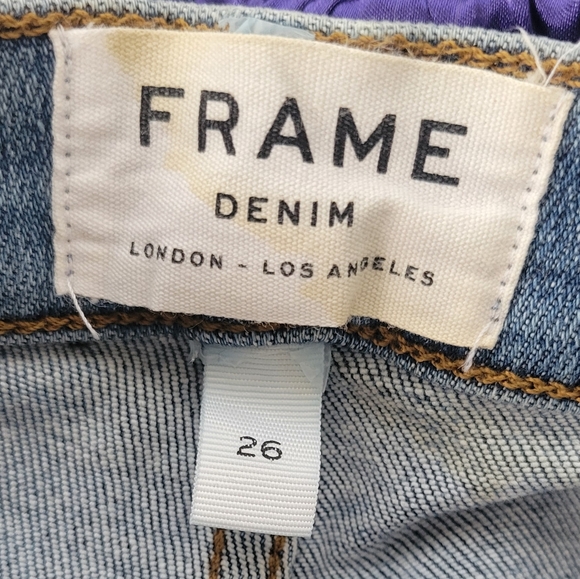 FRAME
DENIM
LONDON - LOS ANGELES
26